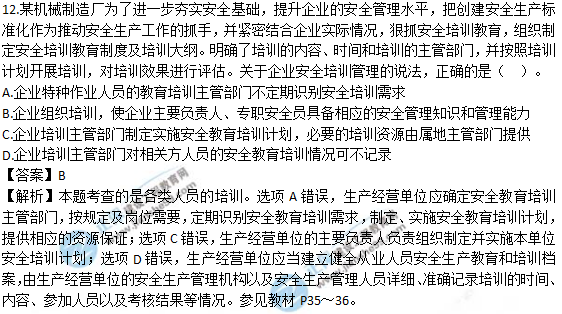 12.某机械制造厂为了进一步夯实安全基础，提升企业的安全管理水平，把创建安全生产标
准化作为推动安全生产工作的抓手，并紧密结合企业实际情况，狠抓安全培训教育，组织制
定安全培训教育制度及培训大纲。明确了培训的内容、时间和培训的主管部门，并按照培训
计划开展培训，对培训效果进行评估。关于企业安全培训管理的说法，正确的是（ ）。
A.企业特种作业人员的教育培训主管部门不定期识别安全培训需求
B.企业组织培训，使企业主要负责人、专职安全员具备相应的安全管理知识和管理能力
C.企业培训主管部门制定实施安全教育培训计划，必要的培训资源由属地主管部门提供
D.企业培训主管部门对相关方人员的安全教育培训情况可不记录
【答案】B
【解析】本题考查的是各类人员的培训。选项 A 错误，生产经营单位应确定安全教育培训
主管部门，按规定及岗位需要，定期识别安全教育培训需求，制定、实施安全教育培训计划，
提供相应的资源保证；选项 C 错误，生产经营单位的主要负责人负责组织制定并实施本单位
安全培训计划；选项 D 错误，生产经营单位应当建立健全从业人员安全生产教育和培训档
案，由生产经营单位的安全生产管理机构以及安全生产管理人员详细、准确记录培训的时间、
内容、参加人员以及考核结果等情况。参见教材 P35～36。